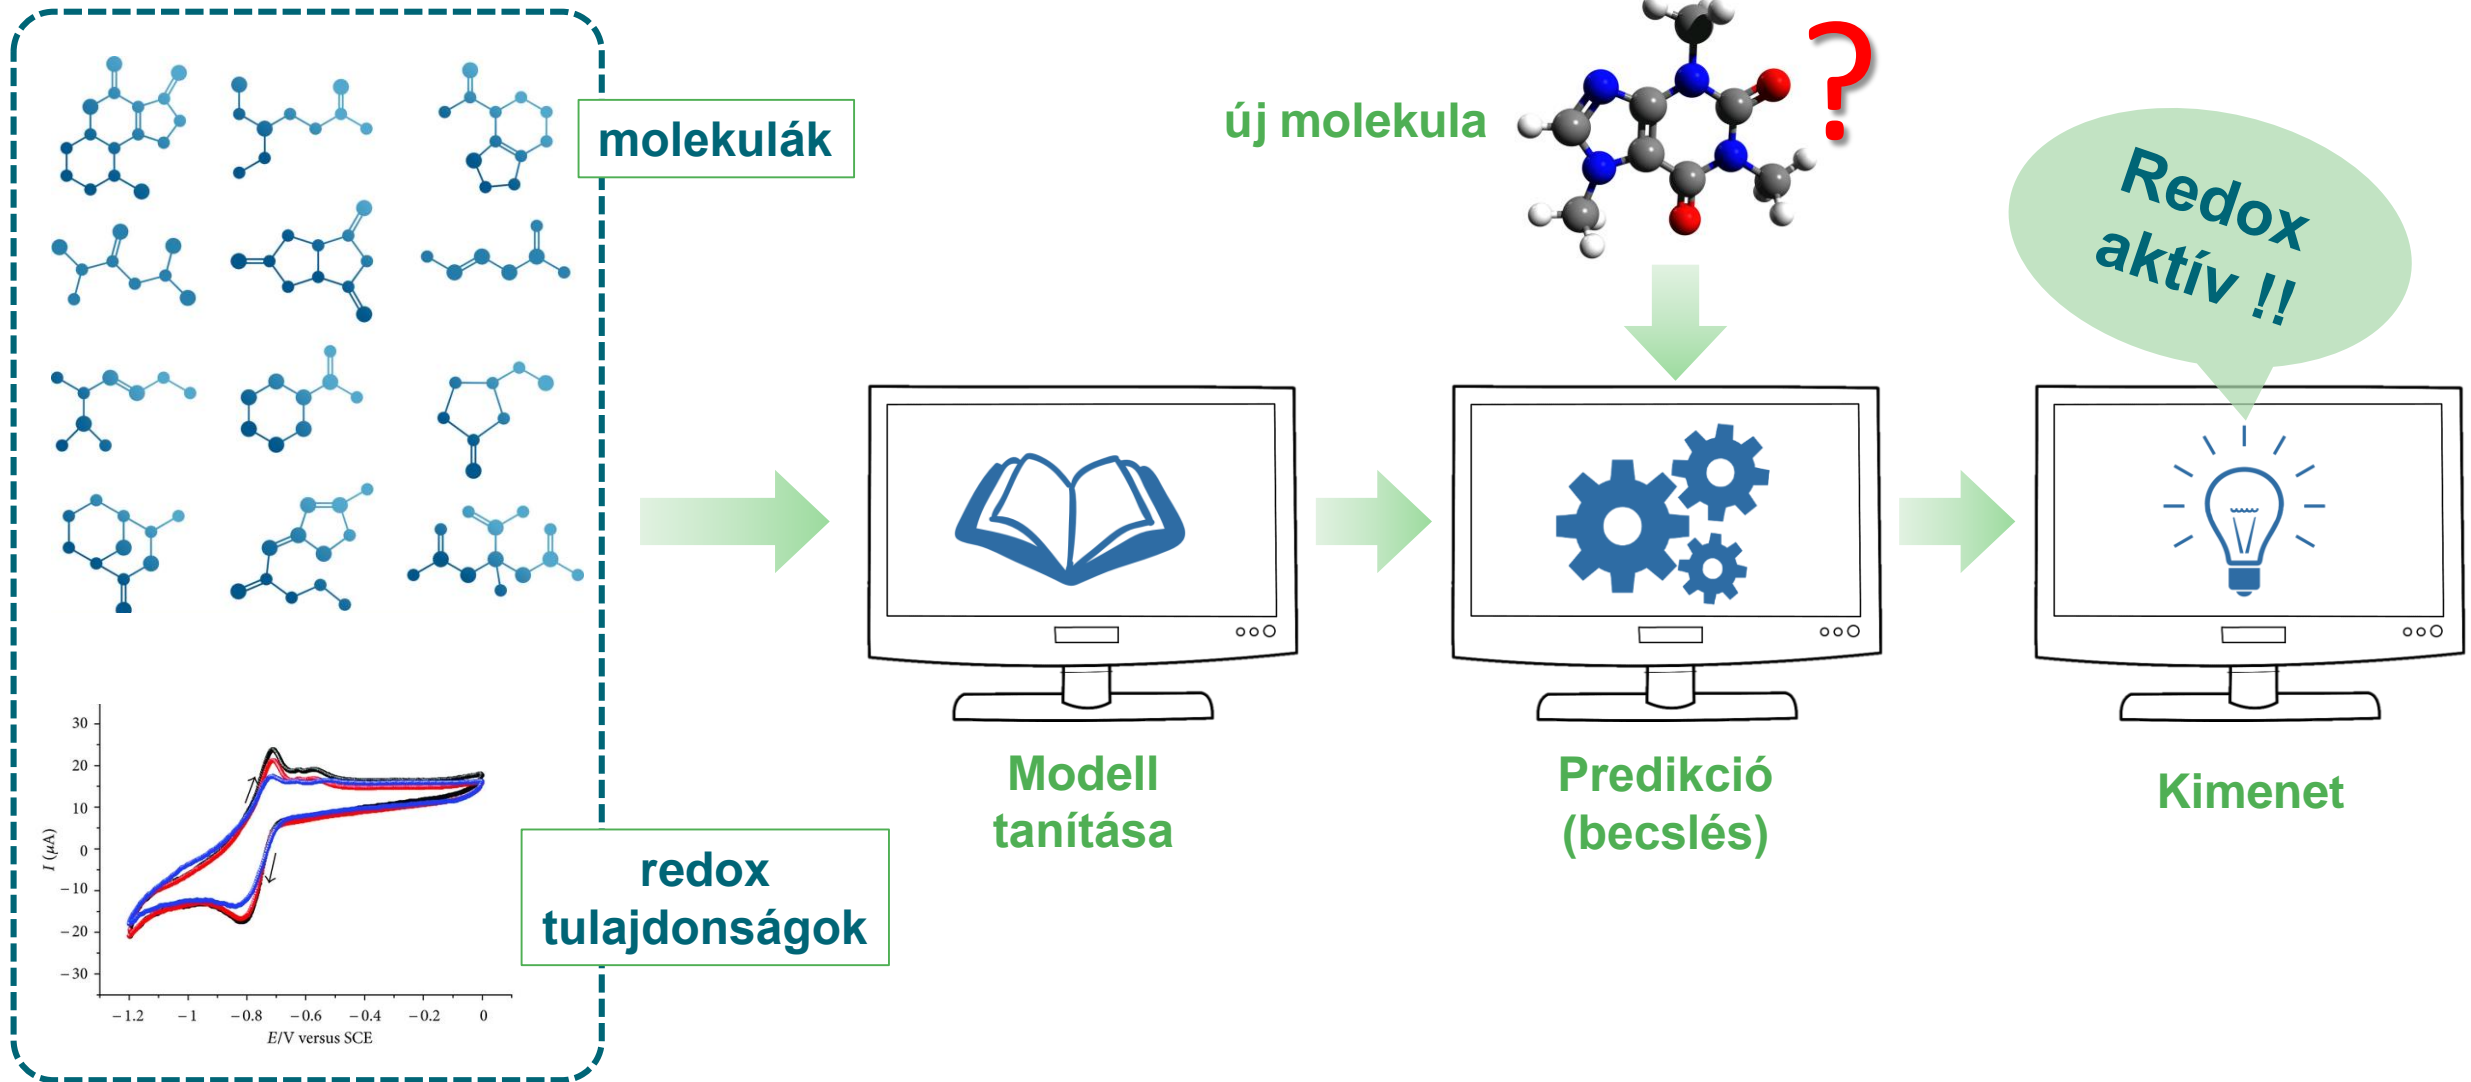 molekulák
új molekula
?
Redox
aktív !!
30
20
10
0
−10
−20
−30
I (μA)
−1.2 −1 −0.8 −0.6 −0.4 −0.2 0
E/V versus SCE
redox
tulajdonságok
Modell
tanítása
Predikció
(becslés)
Kimenet